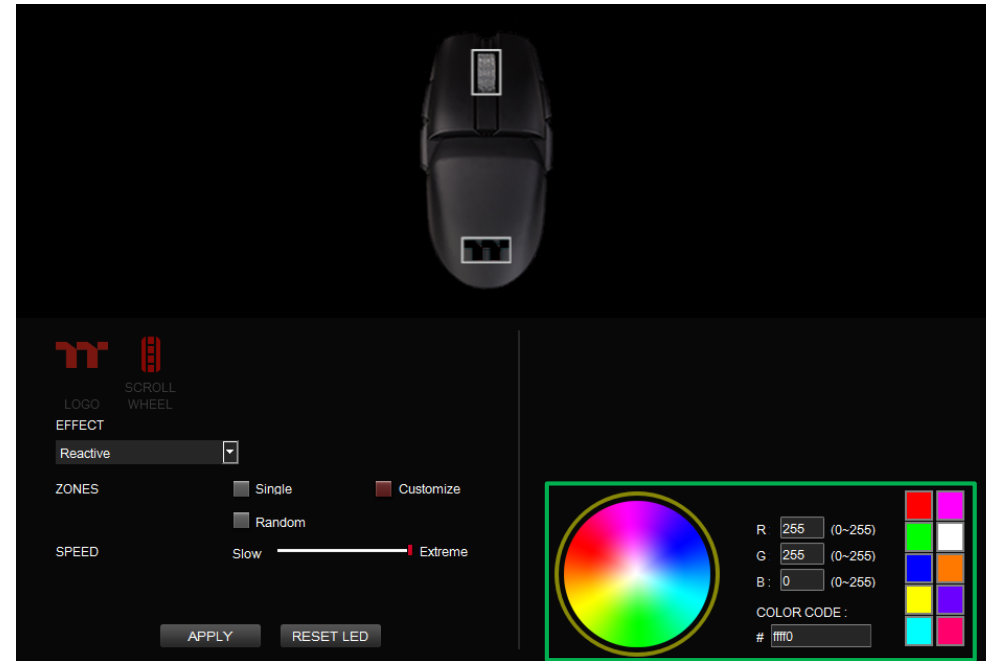 SCROLL
LOGO WHEEL
EFFECT
Reactive
ZONES Single Customize
Random
SPEED Slow Extreme
APPLY RESET LED
R 255 (0~255)
G 255 (0~255)
B : 0 (0~255)
COLOR CODE :
# ffff0